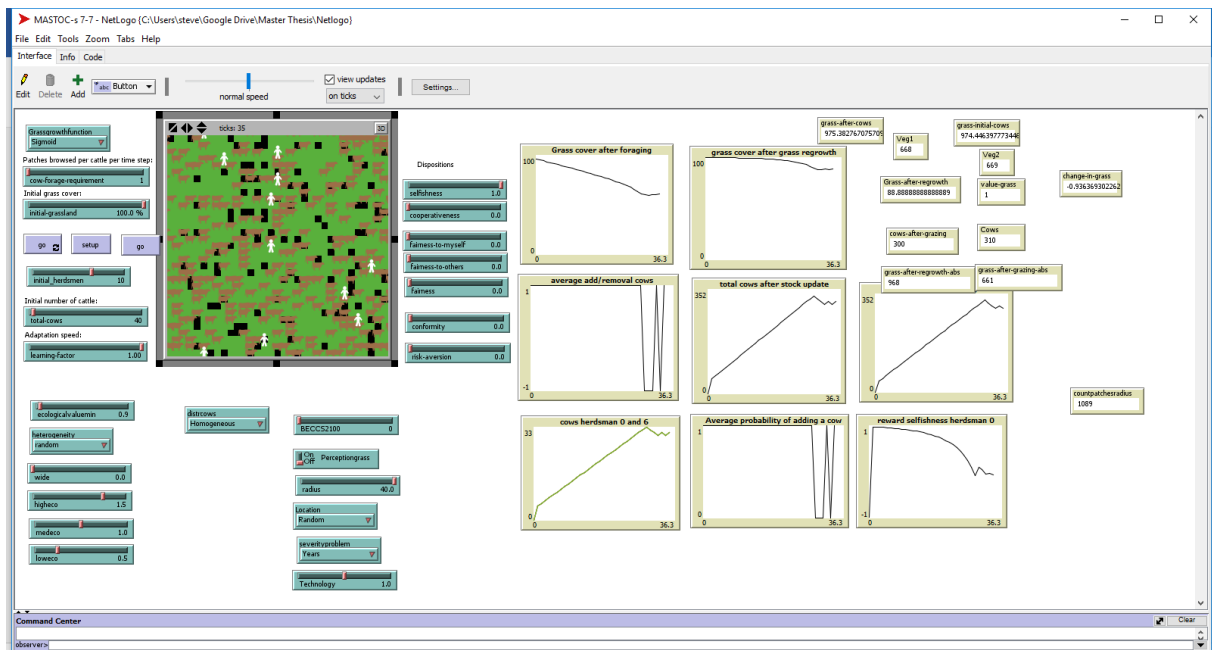 MASTOC-s 7-7 - NetLogo {C:\Users\steve\Google Drive\Master Thesis\Netlogo}
File Edit Tools Zoom Tabs Help
Interface Info Code
Edit Delete Add
abc Button
normal speed
view updates
on ticks
Settings...
Grassgrowthfunction
Sigmoid
Patches browsed per cattle per time step:
cow-forage-requirement 1
Initial grass cover:
initial-grassland 100.0 %
go setup go
initial_herdsmen 10
Initial number of cattle:
total-cows 40
Adaptation speed:
learning-factor 1.00
ticks: 35
3D
Dispositions
selfishness 1.0
cooperativeness 0.0
fairness-to-myself 0.0
fairness-to-others 0.0
fairness 0.0
conformity 0.0
risk-aversion 0.0
Grass cover after foraging
100
0
0 36.3
grass cover after grass regrowth
100
0
0 36.3
average add/removal cows
1
-1
0 36.3
total cows after stock update
352
0
0 36.3
352
0
0 36.3
cows herdsman 0 and 6
33
0
0 36.3
Average probability of adding a cow
1
0
0 36.3
reward selfishness herdsman 0
1
-1
0 36.3
grass-after-cows
975.38276707570
Veg1
668
grass-initial-cows
974.44639777344
Veg2
669
change-in-grass
-0.936369302262
Grass-after-regrowth
88.8888888888889
value-grass
1
cows-after-grazing
300
Cows
310
grass-after-regrowth-abs
968
grass-after-grazing-abs
661
countpatchesradius
1089
ecologicalvaluemin 0.9
heterogeneity
random
wide 0.0
higheco 1.5
medeco 1.0
loweco 0.5
distrcows
Homogeneous
BECCS2100 0
On
Off
Perceptiongrass
radius 40.0
Location
Random
severityproblem
Years
Technology 1.0
Command Center
Clear
observer>